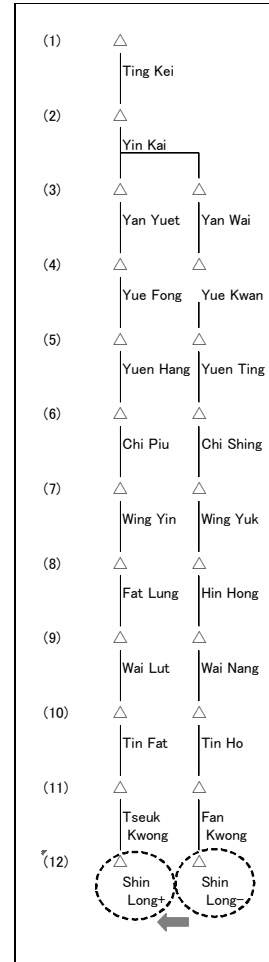 (1)
Ting Kei
(2)
Yin Kai
(3)
Yan Yuet Yan Wai
(4)
Yue Fong Yue Kwan
(5)
Yuen Hang Yuen Ting
(6)
Chi Piu Chi Shing
(7)
Wing Yin Wing Yuk
(8)
Fat Lung Hin Hong
(9)
Wai Lut Wai Nang
(10)
Tin Fat Tin Ho
(11)
Tseuk Fan
Kwong Kwong
(12)
Shin Shin
Long+ Long-